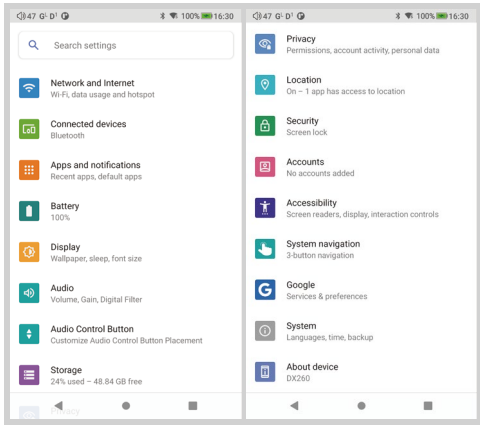 47 G D 100% 16:30
Search settings
Network and Internet
Wi-Fi, data usage and hotspot
Connected devices
Bluetooth
Apps and notifications
Recent apps, default apps
Battery
100%
Display
Wallpaper, sleep, font size
Audio
Volume, Gain, Digital Filter
Audio Control Button
Customize Audio Control Button Placement
Storage
24% used – 48.84 GB free
Privacy
47 G D 100% 16:30
Privacy
Permissions, account activity, personal data
Location
On – 1 app has access to location
Security
Screen lock
Accounts
No accounts added
Accessibility
Screen readers, display, interaction controls
System navigation
3-button navigation
G
Google
Services & preferences
System
Languages, time, backup
About device
DX260